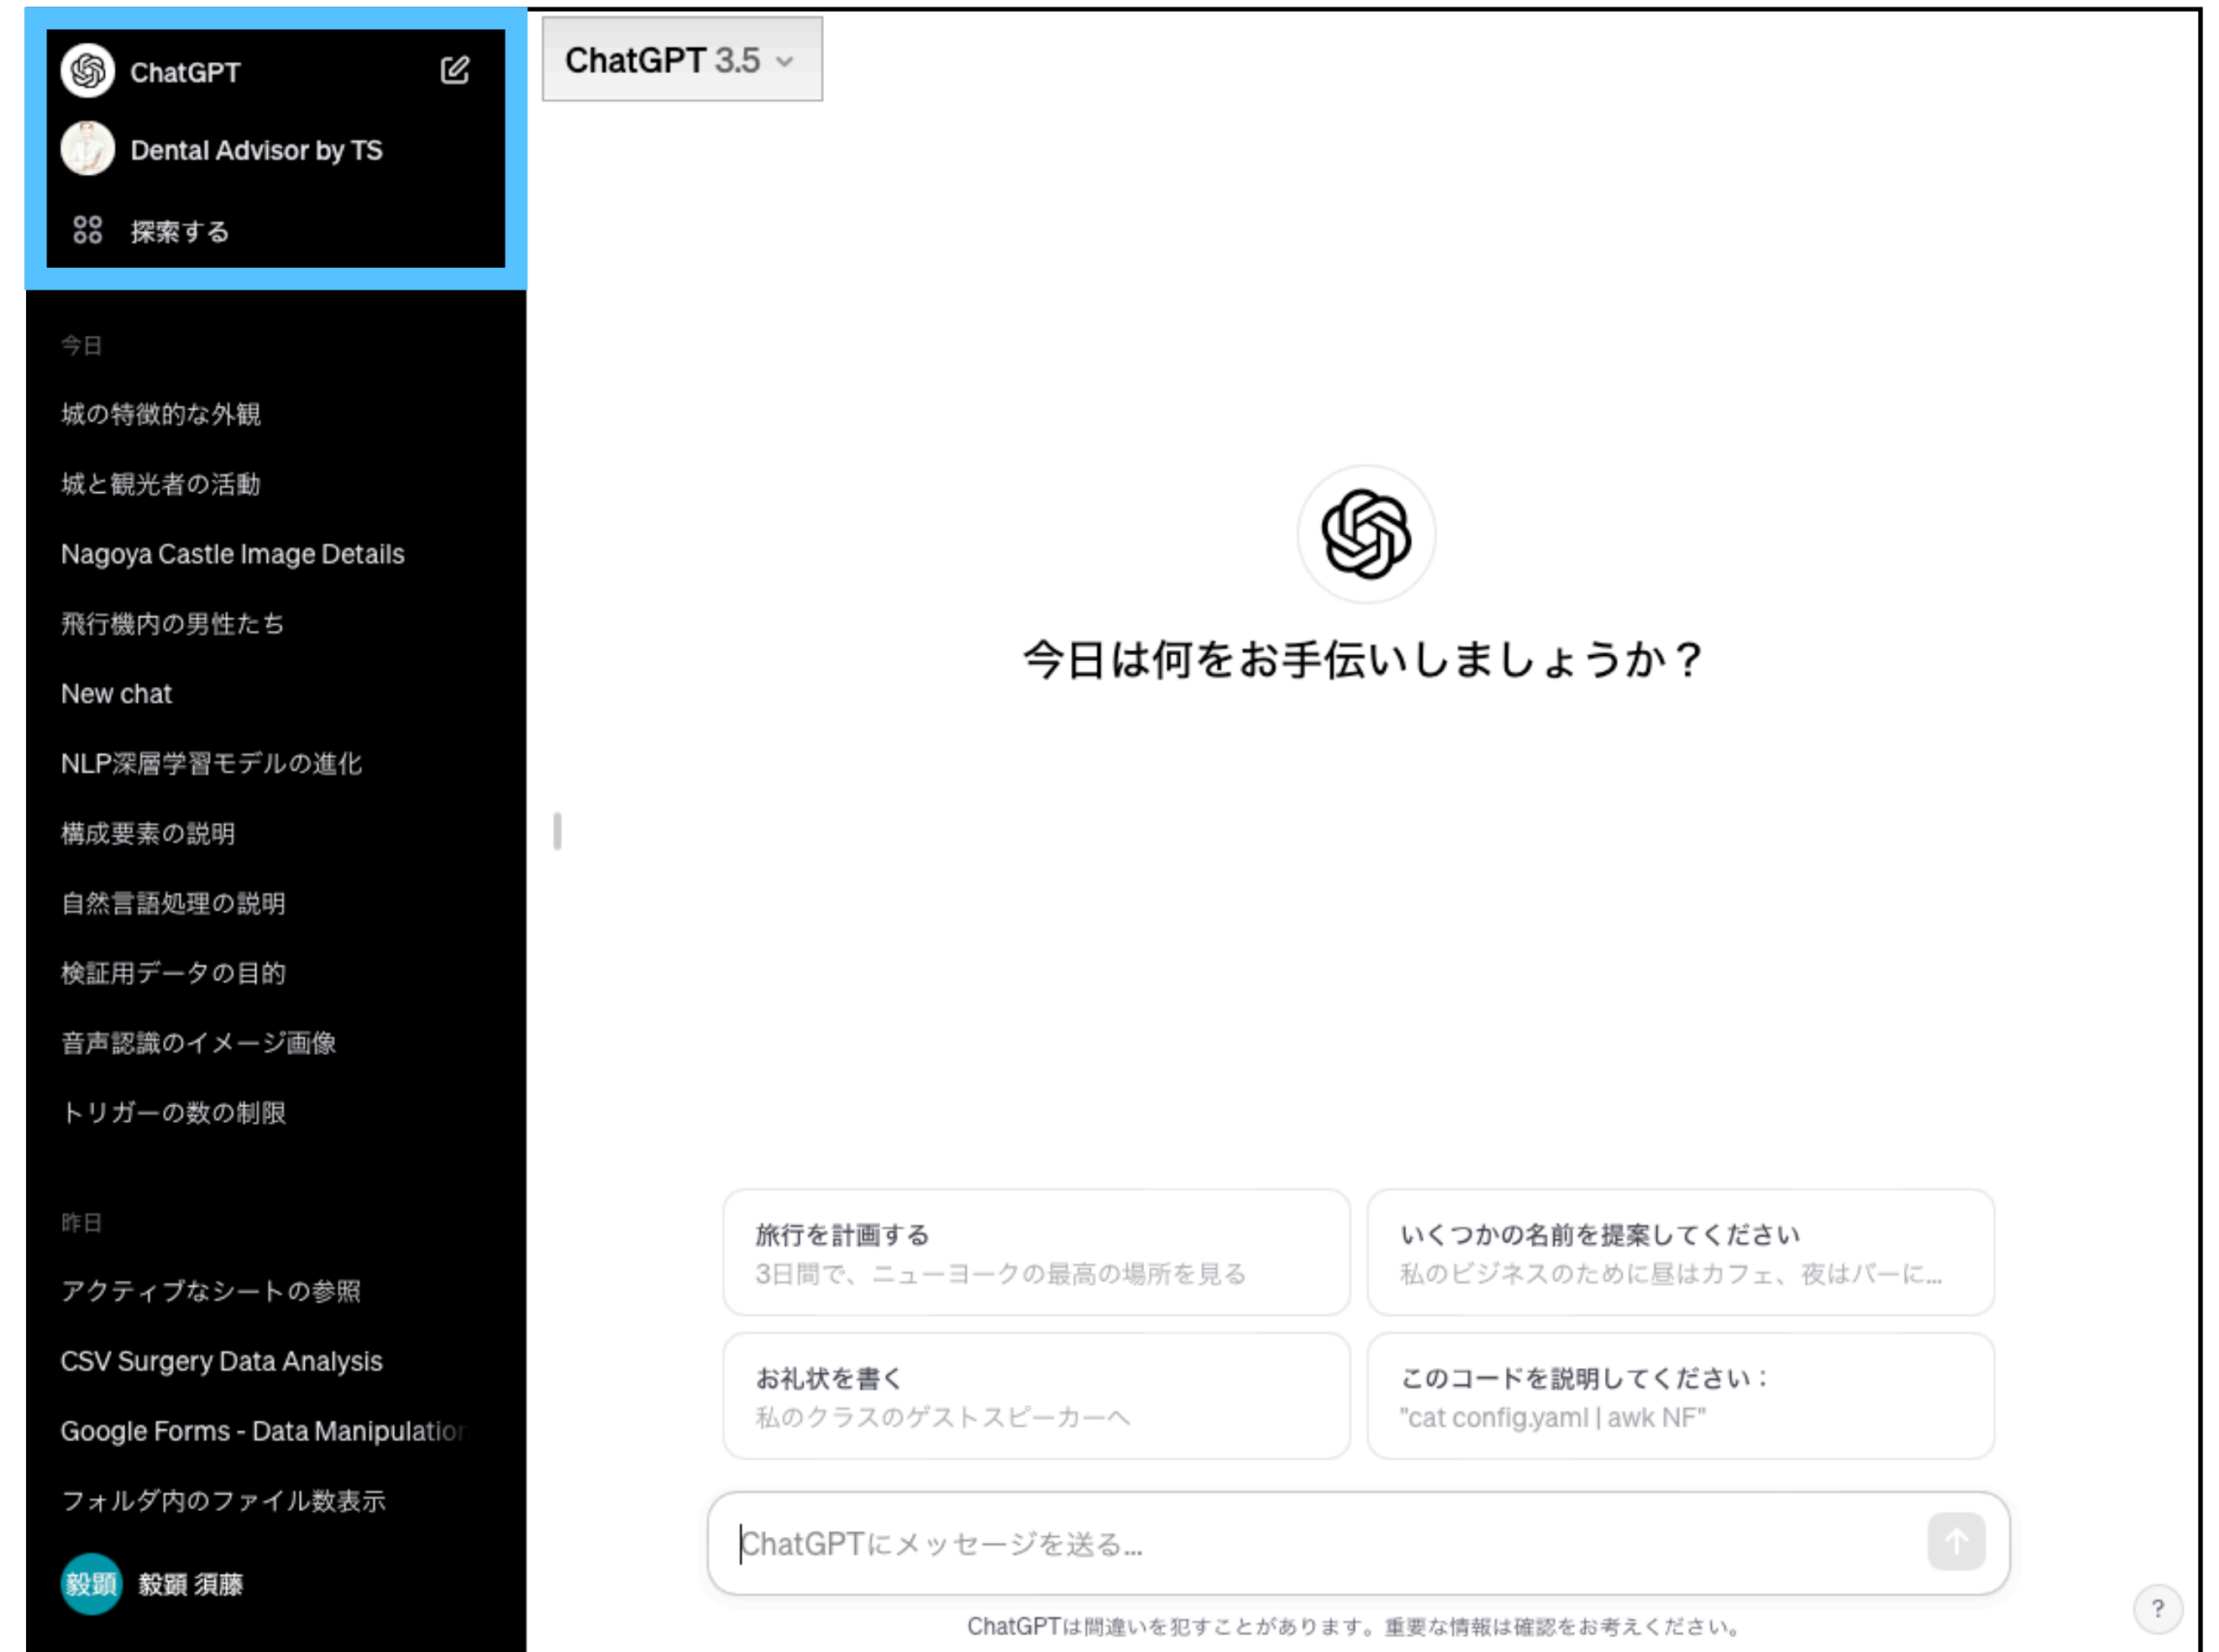 ChatGPT
Dental Advisor by TS
探索する
今日
城の特徴的な外観
城と観光者の活動
Nagoya Castle Image Details
飛行機内の男性たち
New chat
NLP深層学習モデルの進化
構成要素の説明
自然言語処理の説明
検証用データの目的
音声認識のイメージ画像
トリガーの数の制限
昨日
アクティブなシートの参照
CSV Surgery Data Analysis
Google Forms - Data Manipulation
フォルダ内のファイル数表示
毅顕 毅顕 須藤
ChatGPT 3.5
今日は何をお手伝いしましょうか？
旅行を計画する
3日間で、ニューヨークの最高の場所を見る
いくつかの名前を提案してください
私のビジネスのために昼はカフェ、夜はバーに...
お礼状を書く
私のクラスのゲストスピーカーへ
このコードを説明してください：
"cat config.yaml | awk NF"
ChatGPTにメッセージを送る...
ChatGPTは間違いを犯すことがあります。重要な情報は確認をお考えください。
?